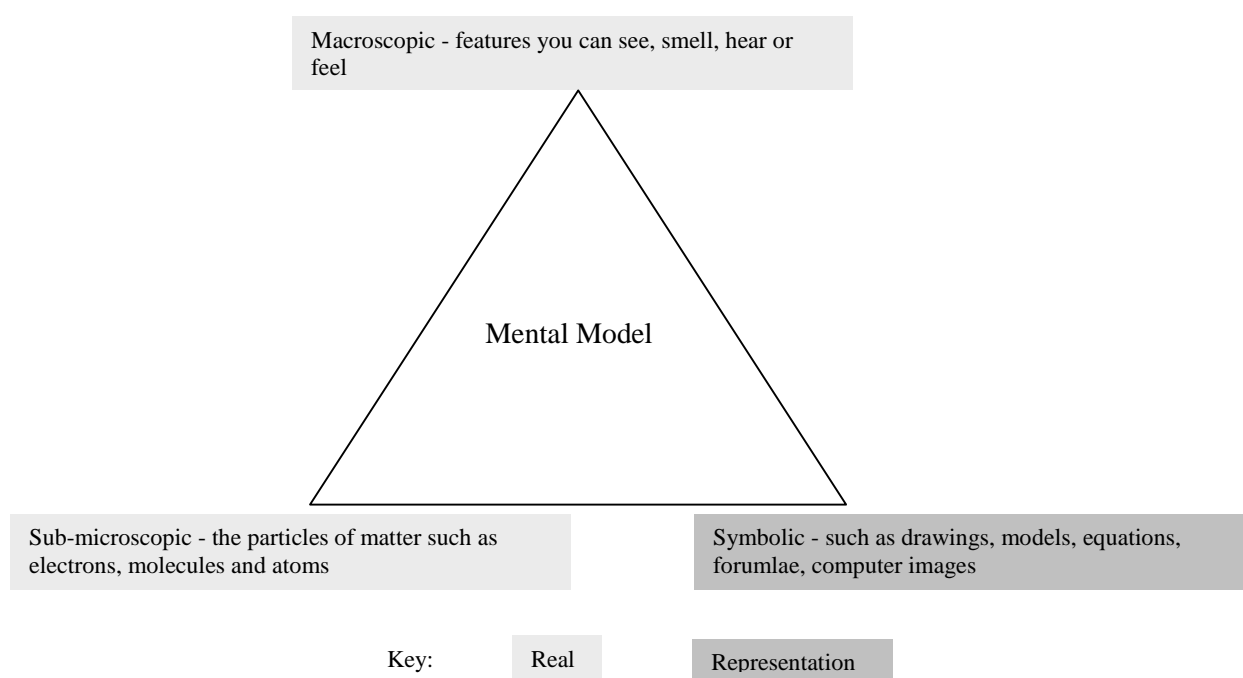 Macroscopic - features you can see, smell, hear or
feel
Mental Model
Sub-microscopic - the particles of matter such as
electrons, molecules and atoms
Symbolic - such as drawings, models, equations,
forumlae, computer images
Key:
Real
Representation